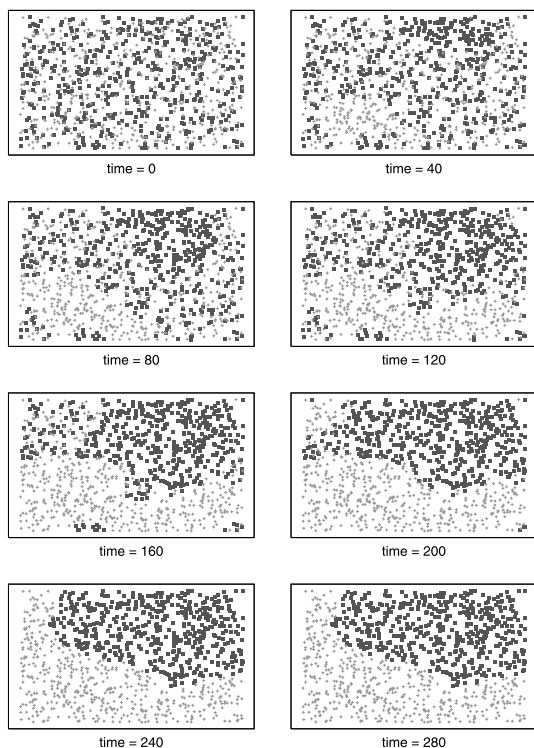 time = 0
time = 40
time = 80
time = 120
time = 160
time = 200
time = 240
time = 280